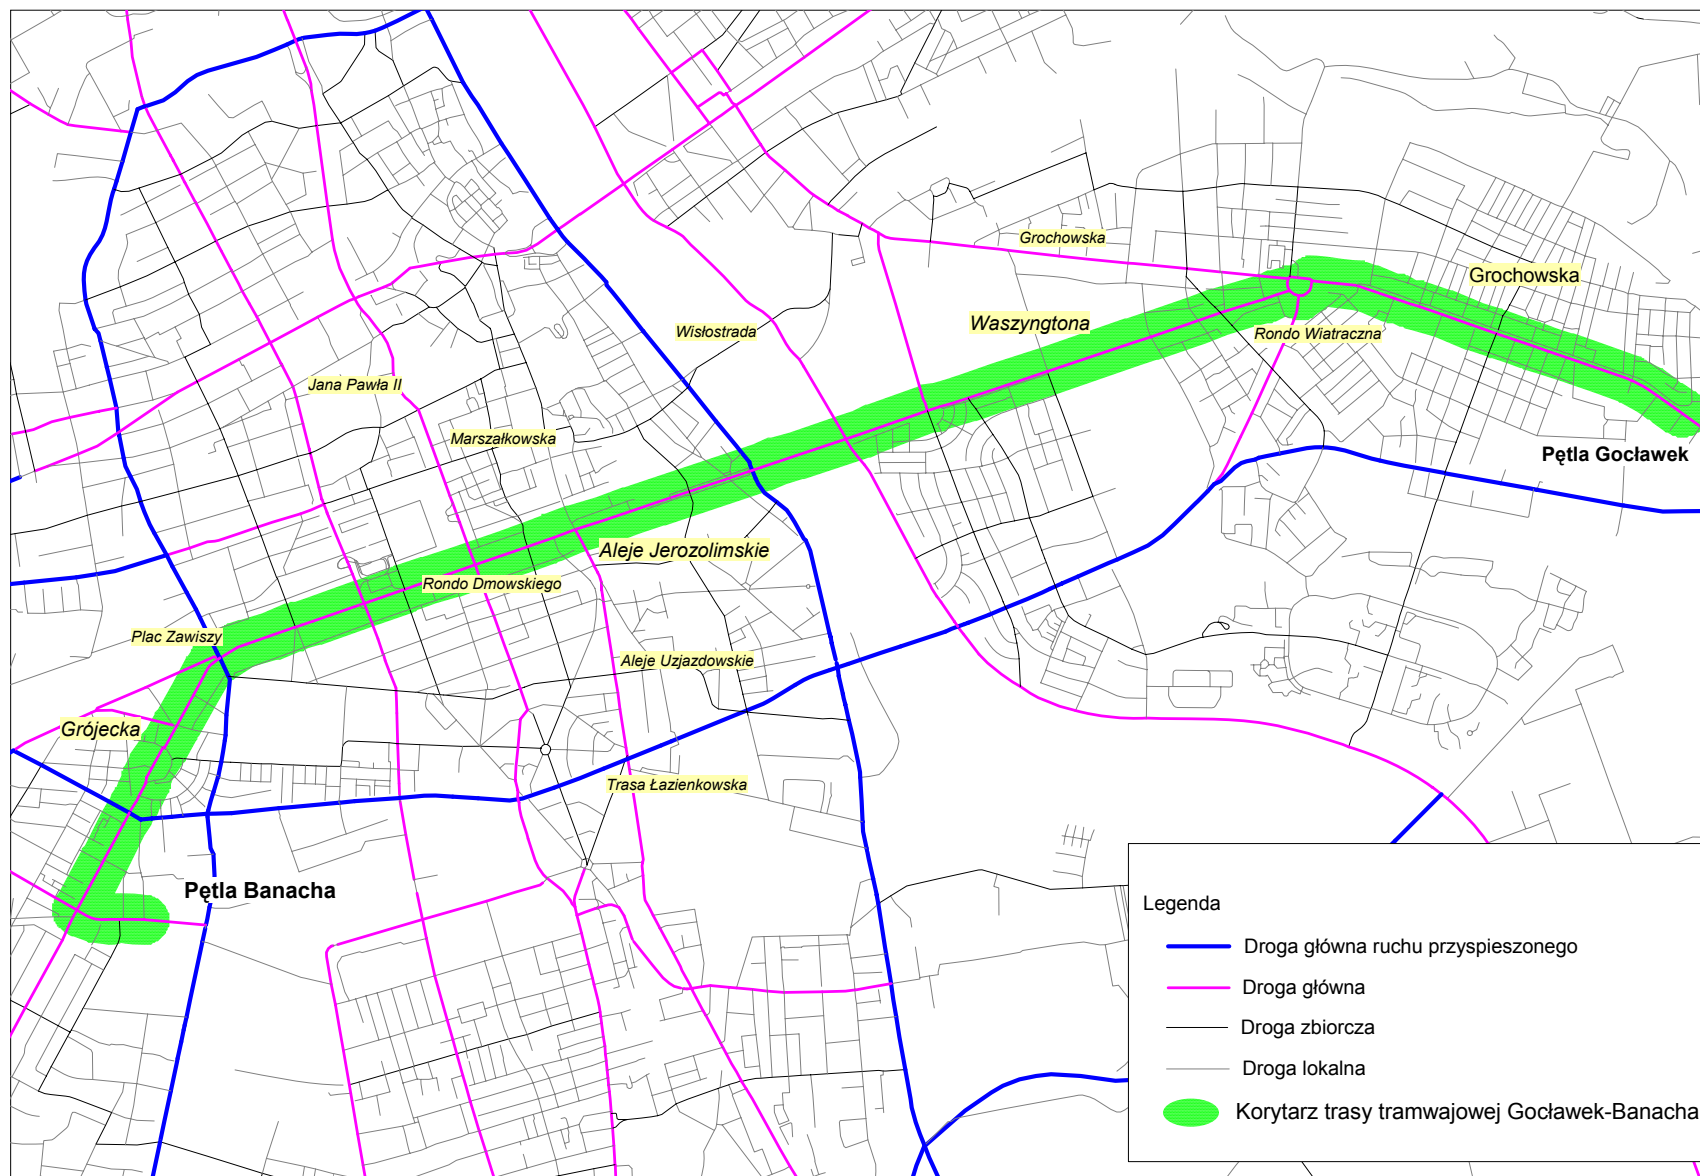 Grochowska
Grochowska
Waszyngtona
Wisłostrada
Rondo Wiatraczna
Jana Pawła II
Marszałkowska
Pętla Gocławek
Aleje Jerozolimskie
Rondo Dmowskiego
Plac Zawiszy
Aleje Uzjazdowskie
Grójecka
Trasa Łazienkowska
Pętla Banacha
Legenda
Droga główna ruchu przyspieszonego
Droga główna
Droga zbiorcza
Droga lokalna
Korytarz trasy tramwajowej Gocławek-Banacha